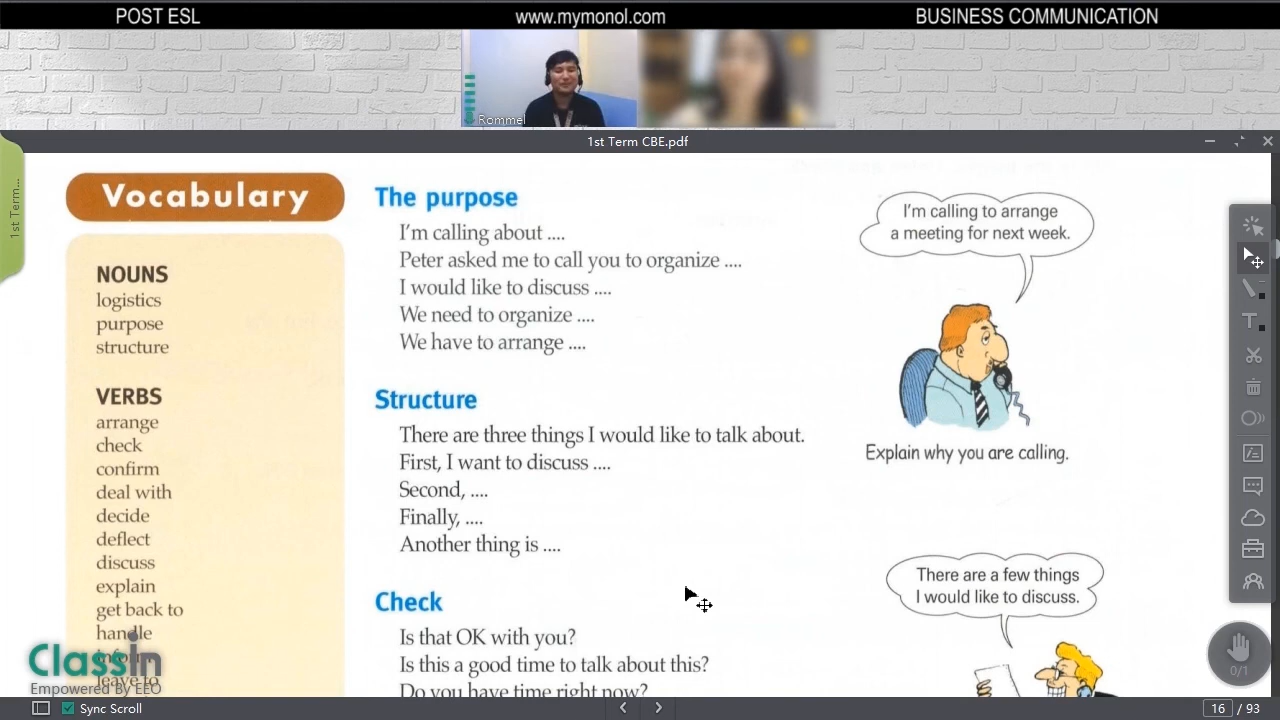 POST ESL
www.mymonol.com
BUSINESS COMMUNICATION
Rommel
1st Term CBE.pdf
1st Term...
Vocabulary
NOUNS
logistics
purpose
structure
VERBS
arrange
check
confirm
deal with
decide
deflect
discuss
explain
get back to
handle
leave to
The purpose
I'm calling about ....
Peter asked me to call you to organize ....
I would like to discuss ....
We need to organize ....
We have to arrange ....
Structure
There are three things I would like to talk about.
First, I want to discuss ....
Second, ....
Finally, ....
Another thing is ....
Check
Is that OK with you?
Is this a good time to talk about this?
Do you have time right now?
I'm calling to arrange
a meeting for next week.
Explain why you are calling.
There are a few things
I would like to discuss.
ClassIn
Empowered By EEO
0/1
Sync Scroll
16 / 93